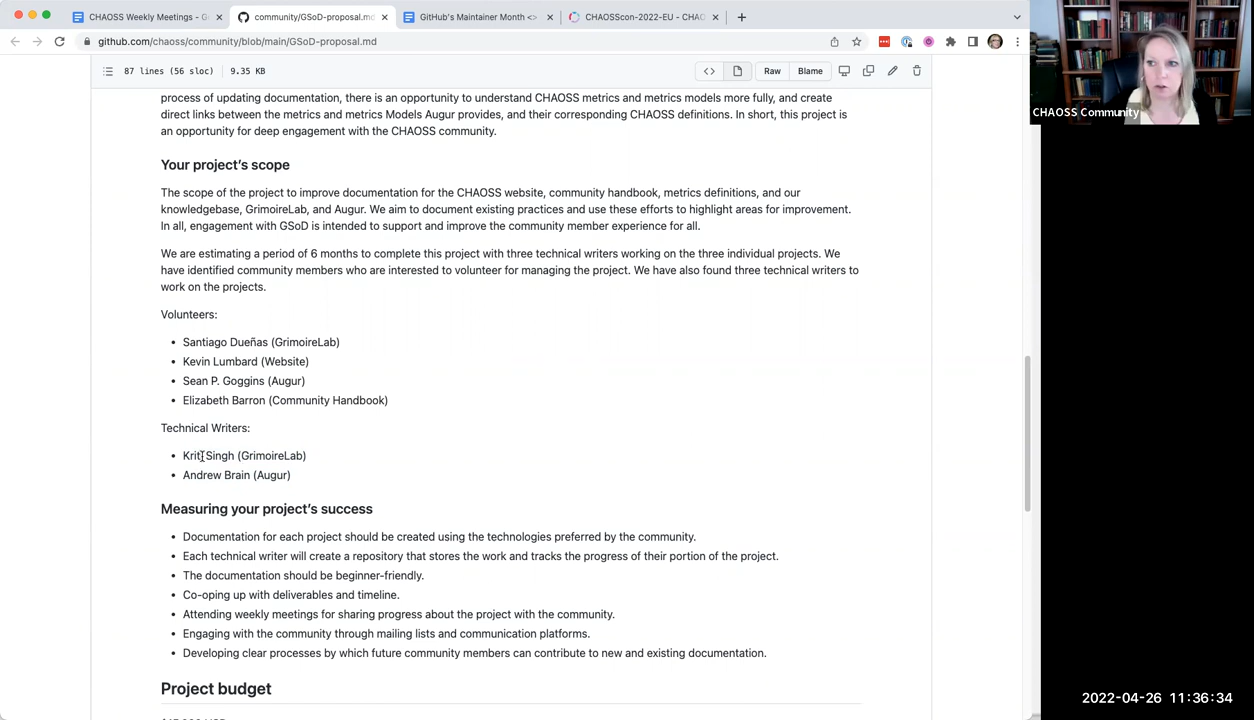 CHAOSS Weekly Meetings - G
community/GSoD-proposal.md
GitHub's Maintainer Month <>
CHAOSScon-2022-EU - CHAO
github.com/chaoss/community/blob/main/GSoD-proposal.md
87 lines (56 sloc) 9.35 KB
Raw
Blame
process of updating documentation, there is an opportunity to understand CHAOSS metrics and metrics models more fully, and create
direct links between the metrics and metrics Models Augur provides, and their corresponding CHAOSS definitions. In short, this project is
an opportunity for deep engagement with the CHAOSS community.
Your project's scope
The scope of the project to improve documentation for the CHAOSS website, community handbook, metrics definitions, and our
knowledgebase, GrimoireLab, and Augur. We aim to document existing practices and use these efforts to highlight areas for improvement.
In all, engagement with GSoD is intended to support and improve the community member experience for all.
We are estimating a period of 6 months to complete this project with three technical writers working on the three individual projects. We
have identified community members who are interested to volunteer for managing the project. We have also found three technical writers to
work on the projects.
Volunteers:
• Santiago Dueñas (GrimoireLab)
• Kevin Lumbard (Website)
• Sean P. Goggins (Augur)
• Elizabeth Barron (Community Handbook)
Technical Writers:
• Kriti Singh (GrimoireLab)
• Andrew Brain (Augur)
Measuring your project's success
• Documentation for each project should be created using the technologies preferred by the community.
• Each technical writer will create a repository that stores the work and tracks the progress of their portion of the project.
• The documentation should be beginner-friendly.
• Co-oping up with deliverables and timeline.
• Attending weekly meetings for sharing progress about the project with the community.
• Engaging with the community through mailing lists and communication platforms.
• Developing clear processes by which future community members can contribute to new and existing documentation.
Project budget
CHAOSS Community
2022-04-26 11:36:34